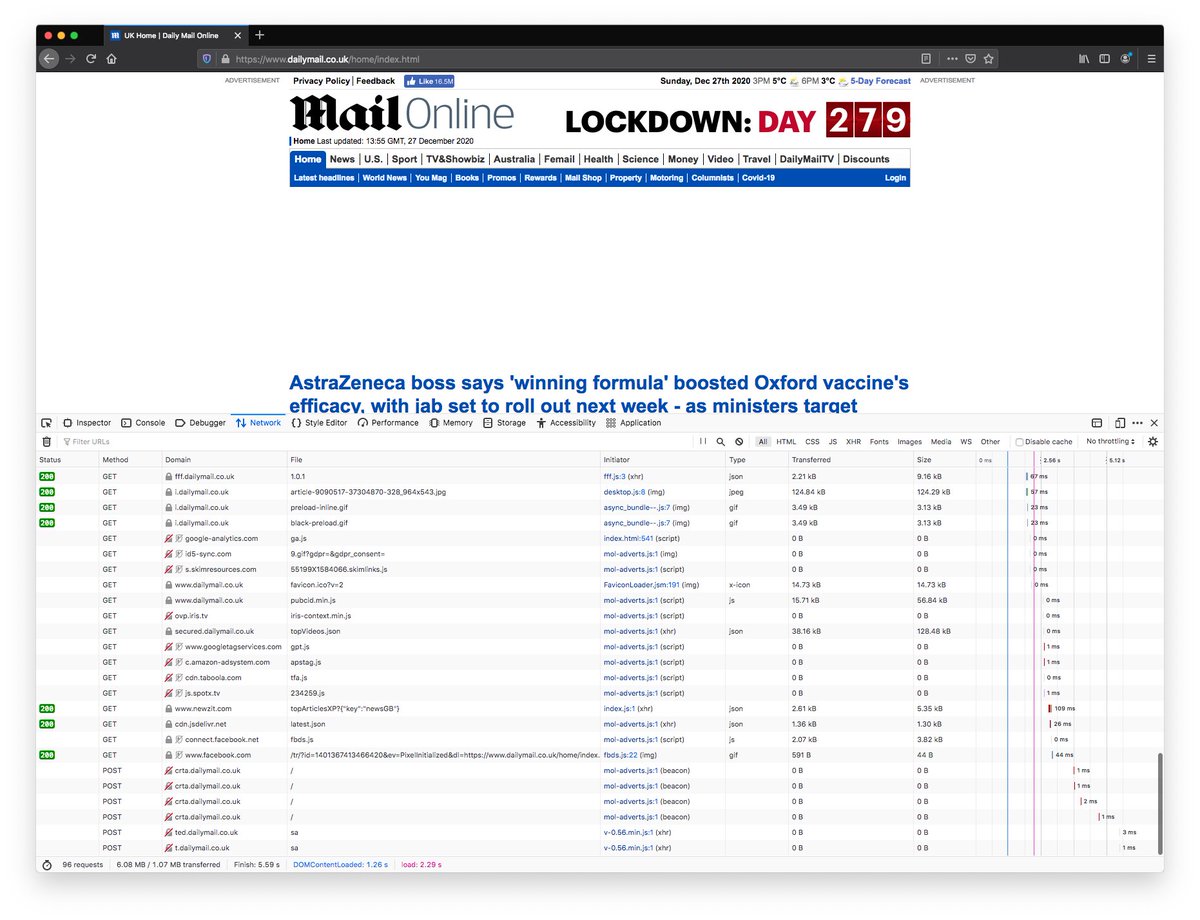 UK Home | Daily Mail Online
https://www.dailymail.co.uk/home/index.html
ADVERTISEMENT Privacy Policy | Feedback Like 16.5M Sunday, Dec 27th 2020 3PM 5°C 6PM 3°C 5-Day Forecast ADVERTISEMENT
Mail Online
LOCKDOWN: DAY 279
Home Last updated: 13:55 GMT, 27 December 2020
Home News | U.S. | Sport | TV&Showbiz | Australia | Femail | Health | Science | Money | Video | Travel | DailyMailTV | Discounts
Latest headlines | World News | You Mag | Books | Promos | Rewards | Mail Shop | Property | Motoring | Columnists | Covid-19 Login
AstraZeneca boss says 'winning formula' boosted Oxford vaccine's
efficacy, with jab set to roll out next week - as ministers target
Inspector Console Debugger Network Style Editor Performance Memory Storage Accessibility Application
Filter URLs All HTML CSS JS XHR Fonts Images Media WS Other Disable cache No throttling
Status Method Domain File Initiator Type Transferred Size 0 ms 2.56 s 5.12 s
200 GET fff.dailymail.co.uk 1.0.1 fff.js:3 (xhr) json 2.21 kB 9.16 kB 67 ms
200 GET i.dailymail.co.uk article-9090517-37304870-328_964x543.jpg desktop.js:8 (img) jpeg 124.84 kB 124.29 kB 57 ms
200 GET i.dailymail.co.uk preload-inline.gif async_bundle--.js:7 (img) gif 3.49 kB 3.13 kB 23 ms
200 GET i.dailymail.co.uk black-preload.gif async_bundle--.js:7 (img) gif 3.49 kB 3.13 kB 23 ms
GET google-analytics.com ga.js index.html:541 (script) 0 B 0 B 0 ms
GET id5-sync.com 9.gif?gdpr=&gdpr_consent= mol-adverts.js:1 (img) 0 B 0 B 0 ms
GET s.skimresources.com 55199X1584066.skimlinks.js mol-adverts.js:1 (script) 0 B 0 B 0 ms
GET www.dailymail.co.uk favicon.ico?v=2 FaviconLoader.jsm:191 (img) x-icon 14.73 kB 14.73 kB 0 ms
GET www.dailymail.co.uk pubcid.min.js mol-adverts.js:1 (script) js 15.71 kB 56.84 kB 0 ms
GET ovp.iris.tv iris-context.min.js mol-adverts.js:1 (script) 0 B 0 B 0 ms
GET secured.dailymail.co.uk topVideos.json mol-adverts.js:1 (xhr) json 38.16 kB 128.48 kB 0 ms
GET www.googletagservices.com gpt.js mol-adverts.js:1 (script) 0 B 0 B 1 ms
GET c.amazon-adsystem.com apstag.js mol-adverts.js:1 (script) 0 B 0 B 1 ms
GET cdn.taboola.com tfa.js mol-adverts.js:1 (script) 0 B 0 B 0 ms
GET js.spotx.tv 234259.js mol-adverts.js:1 (script) 0 B 0 B 1 ms
200 GET www.newzit.com topArticlesXP?{"key":"newsGB"} index.js:1 (xhr) json 2.61 kB 5.35 kB 109 ms
200 GET cdn.jsdelivr.net latest.json mol-adverts.js:1 (xhr) json 1.36 kB 1.30 kB 26 ms
GET connect.facebook.net fbds.js mol-adverts.js:1 (script) js 2.07 kB 3.82 kB 0 ms
200 GET www.facebook.com /tr/?id=1401367413466420&ev=PixelInitialized&dl=https://www.dailymail.co.uk/home/index. fbds.js:22 (img) gif 591 B 44 B 44 ms
POST crta.dailymail.co.uk / mol-adverts.js:1 (beacon) 0 B 0 B 1 ms
POST crta.dailymail.co.uk / mol-adverts.js:1 (beacon) 0 B 0 B 1 ms
POST crta.dailymail.co.uk / mol-adverts.js:1 (beacon) 0 B 0 B 2 ms
POST crta.dailymail.co.uk / mol-adverts.js:1 (beacon) 0 B 0 B 1 ms
POST ted.dailymail.co.uk sa v-0.56.min.js:1 (xhr) 0 B 0 B 3 ms
POST t.dailymail.co.uk sa v-0.56.min.js:1 (xhr) 0 B 0 B 1 ms
96 requests 6.08 MB / 1.07 MB transferred Finish: 5.59 s DOMContentLoaded: 1.26 s load: 2.29 s